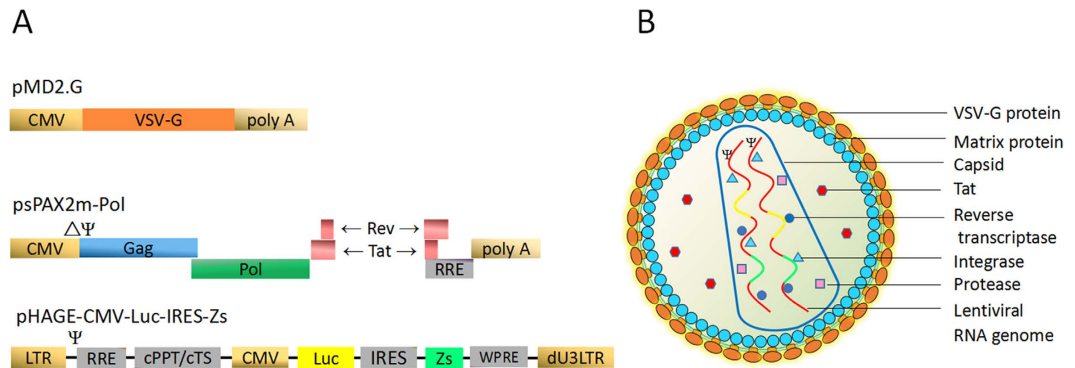 A
pMD2.G
CMV VSV-G poly A
psPAX2m-Pol
△Ψ
CMV Gag
Pol
← Rev →
← Tat →
RRE
poly A
pHAGE-CMV-Luc-IRES-Zs
Ψ
LTR RRE cPPT/cTS CMV Luc IRES Zs WPRE dU3LTR
B
Ψ Ψ
VSV-G protein
Matrix protein
Capsid
Tat
Reverse
transcriptase
Integrase
Protease
Lentiviral
RNA genome